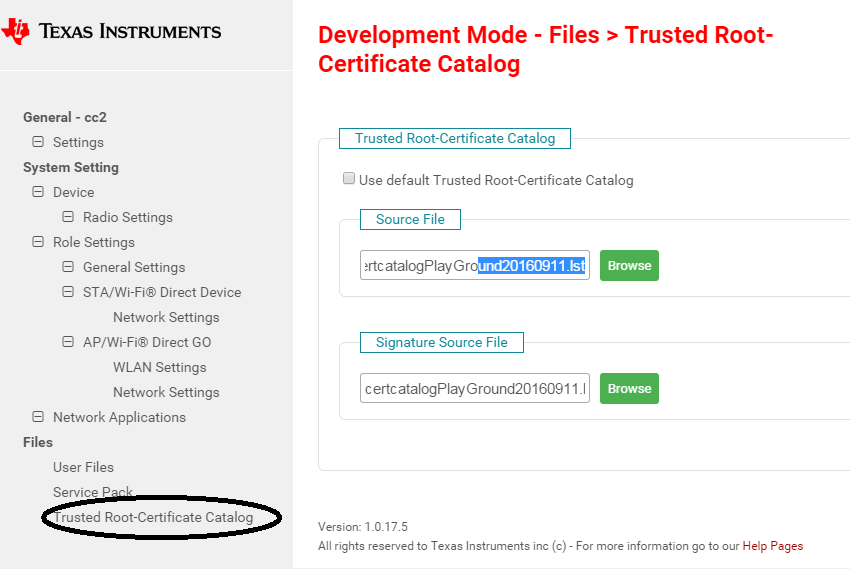 TEXAS INSTRUMENTS
General - cc2
Settings
System Setting
Device
Radio Settings
Role Settings
General Settings
STA/Wi-Fi® Direct Device
Network Settings
AP/Wi-Fi® Direct GO
WLAN Settings
Network Settings
Network Applications
Files
User Files
Service Pack
Trusted Root-Certificate Catalog
Development Mode - Files > Trusted Root-
Certificate Catalog
Trusted Root-Certificate Catalog
Use default Trusted Root-Certificate Catalog
Source File
ertcatalogPlayGround20160911.lst
Browse
Signature Source File
certcatalogPlayGround20160911.l
Browse
Version: 1.0.17.5
All rights reserved to Texas Instruments inc (c) - For more information go to our Help Pages